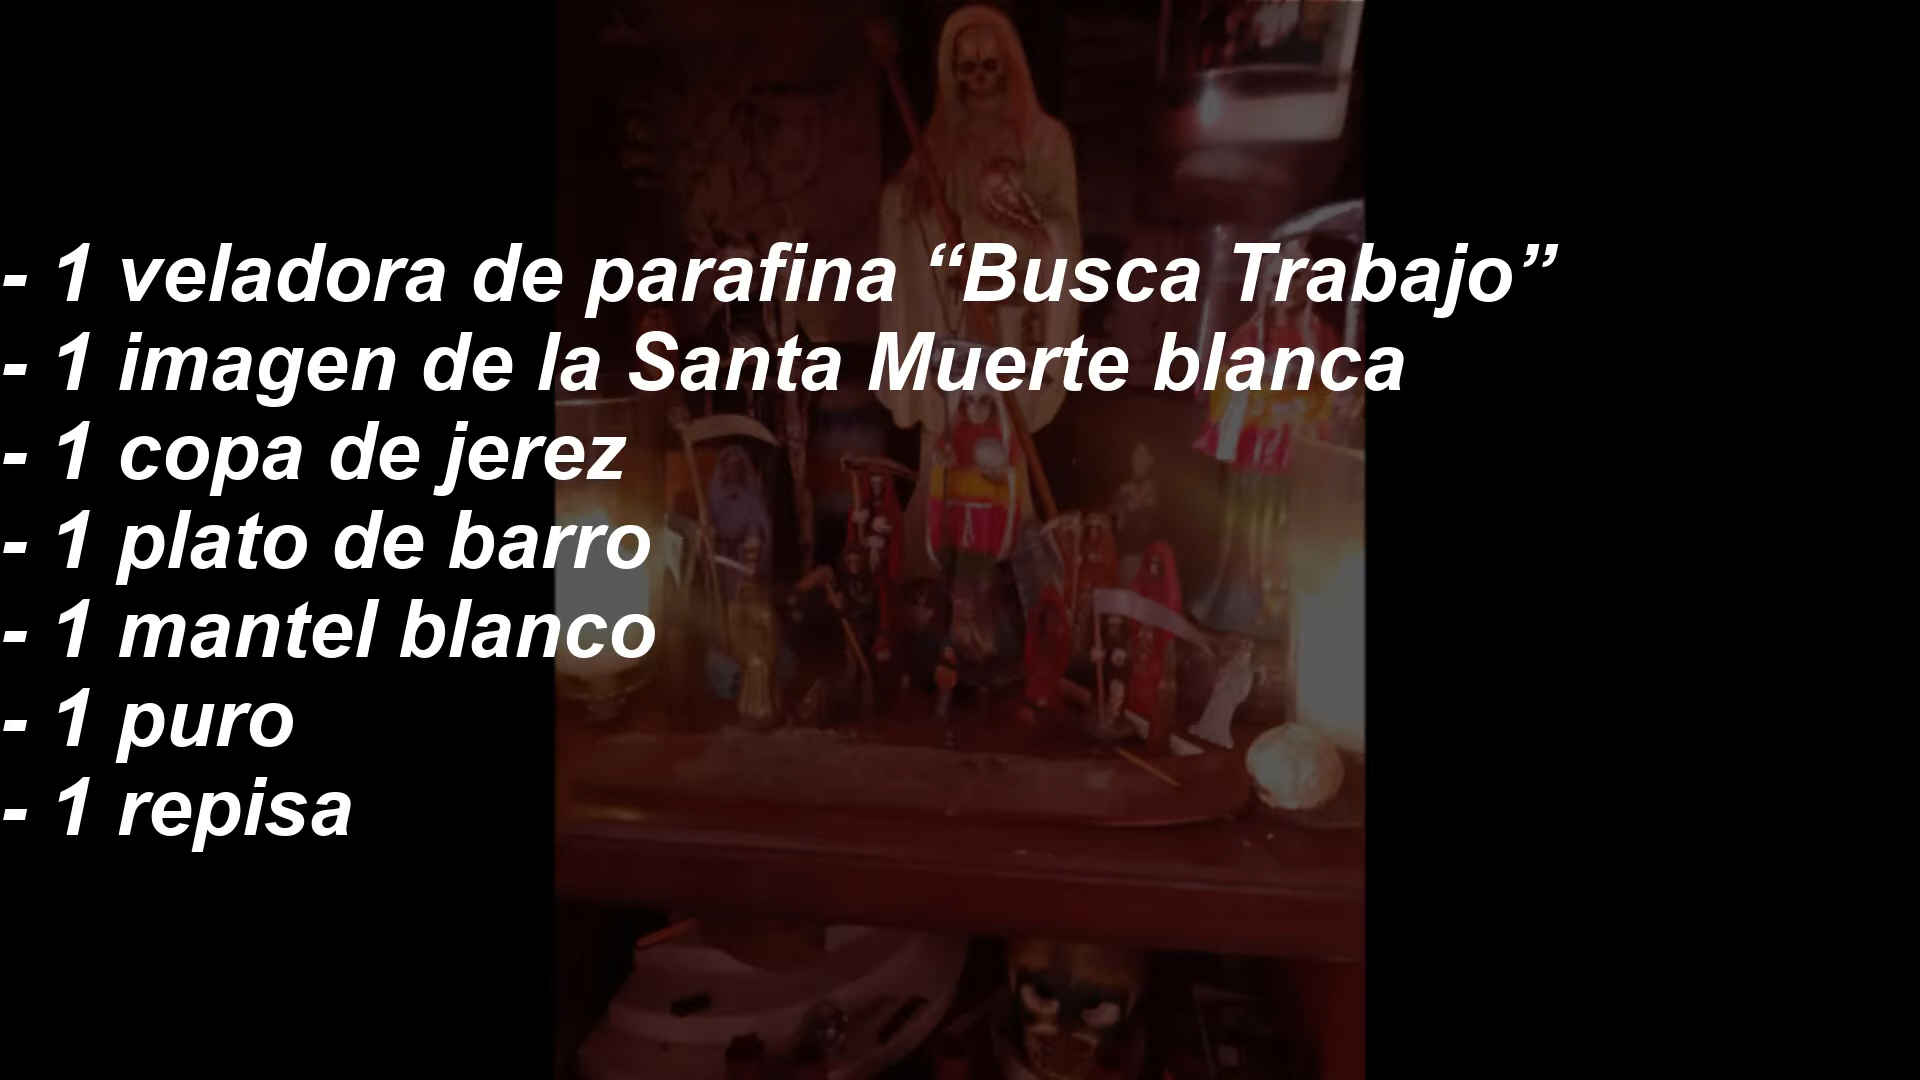 - 1 veladora de parafina “Busca Trabajo”
- 1 imagen de la Santa Muerte blanca
- 1 copa de jerez
- 1 plato de barro
- 1 mantel blanco
- 1 puro
- 1 repisa